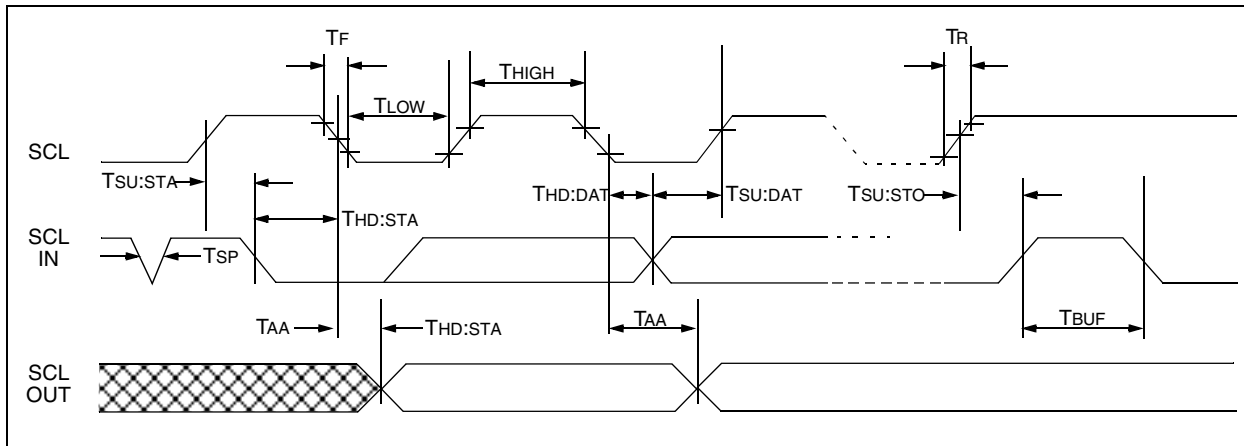 TF
TR
THIGH
TLOW
SCL
TSU:STA
THD:DAT
TSU:DAT
TSU:STO
THD:STA
SCL
IN
TSP
TAA
THD:STA
TAA
TBUF
SCL
OUT